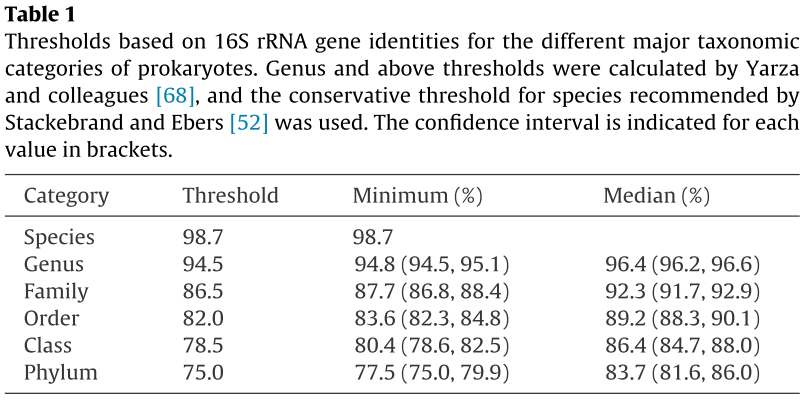 Table 1
Thresholds based on 16S rRNA gene identities for the different major taxonomic
categories of prokaryotes. Genus and above thresholds were calculated by Yarza
and colleagues [68], and the conservative threshold for species recommended by
Stackebrand and Ebers [52] was used. The confidence interval is indicated for each
value in brackets.
Category Threshold Minimum (%) Median (%)
Species 98.7 98.7
Genus 94.5 94.8 (94.5, 95.1) 96.4 (96.2, 96.6)
Family 86.5 87.7 (86.8, 88.4) 92.3 (91.7, 92.9)
Order 82.0 83.6 (82.3, 84.8) 89.2 (88.3, 90.1)
Class 78.5 80.4 (78.6, 82.5) 86.4 (84.7, 88.0)
Phylum 75.0 77.5 (75.0, 79.9) 83.7 (81.6, 86.0)